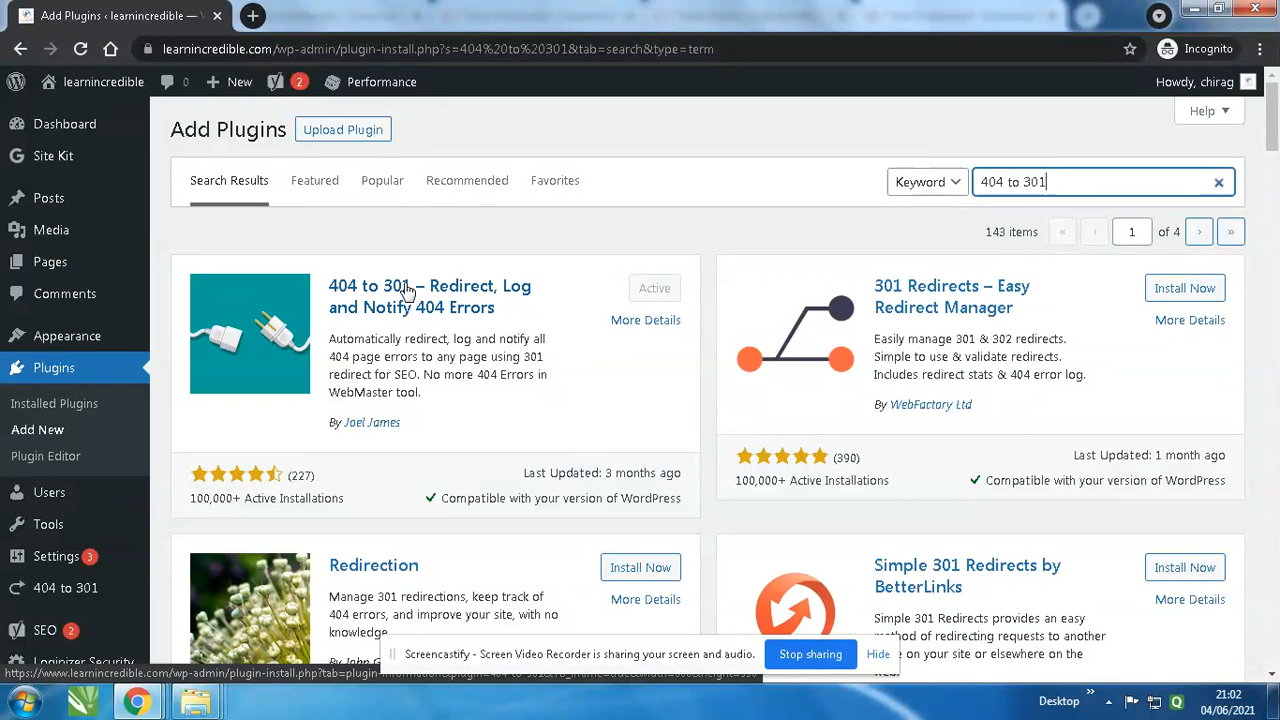 Add Plugins ‹ learnincredible — V
learnincredible.com/wp-admin/plugin-install.php?s=404%20to%20301&tab=search&type=term
Incognito
learnincredible
0
New
2
Performance
Howdy, chirag
Dashboard
Site Kit
Posts
Media
Pages
Comments
Appearance
Plugins
Installed Plugins
Add New
Plugin Editor
Users
Tools
Settings 3
404 to 301
SEO 2
Loginizer Security
Help
Add Plugins
Upload Plugin
Search Results
Featured
Popular
Recommended
Favorites
Keyword
404 to 301
143 items
«
‹
1
of 4
›
»
404 to 301 – Redirect, Log
and Notify 404 Errors
Active
More Details
Automatically redirect, log and notify all
404 page errors to any page using 301
redirect for SEO. No more 404 Errors in
WebMaster tool.
By Joel James
(227)
Last Updated: 3 months ago
100,000+ Active Installations
Compatible with your version of WordPress
301 Redirects – Easy
Redirect Manager
Install Now
More Details
Easily manage 301 & 302 redirects.
Simple to use & validate redirects.
Includes redirect stats & 404 error log.
By WebFactory Ltd
(390)
Last Updated: 1 month ago
100,000+ Active Installations
Compatible with your version of WordPress
Redirection
Install Now
More Details
Manage 301 redirections, keep track of
404 errors, and improve your site, with no
knowledge
By John G
Simple 301 Redirects by
BetterLinks
Install Now
More Details
Simple 301 Redirects provides an easy
method of redirecting requests to another
on your site or elsewhere on the
Screencastify - Screen Video Recorder is sharing your screen and audio.
Stop sharing
Hide
Desktop
21:02
04/06/2021